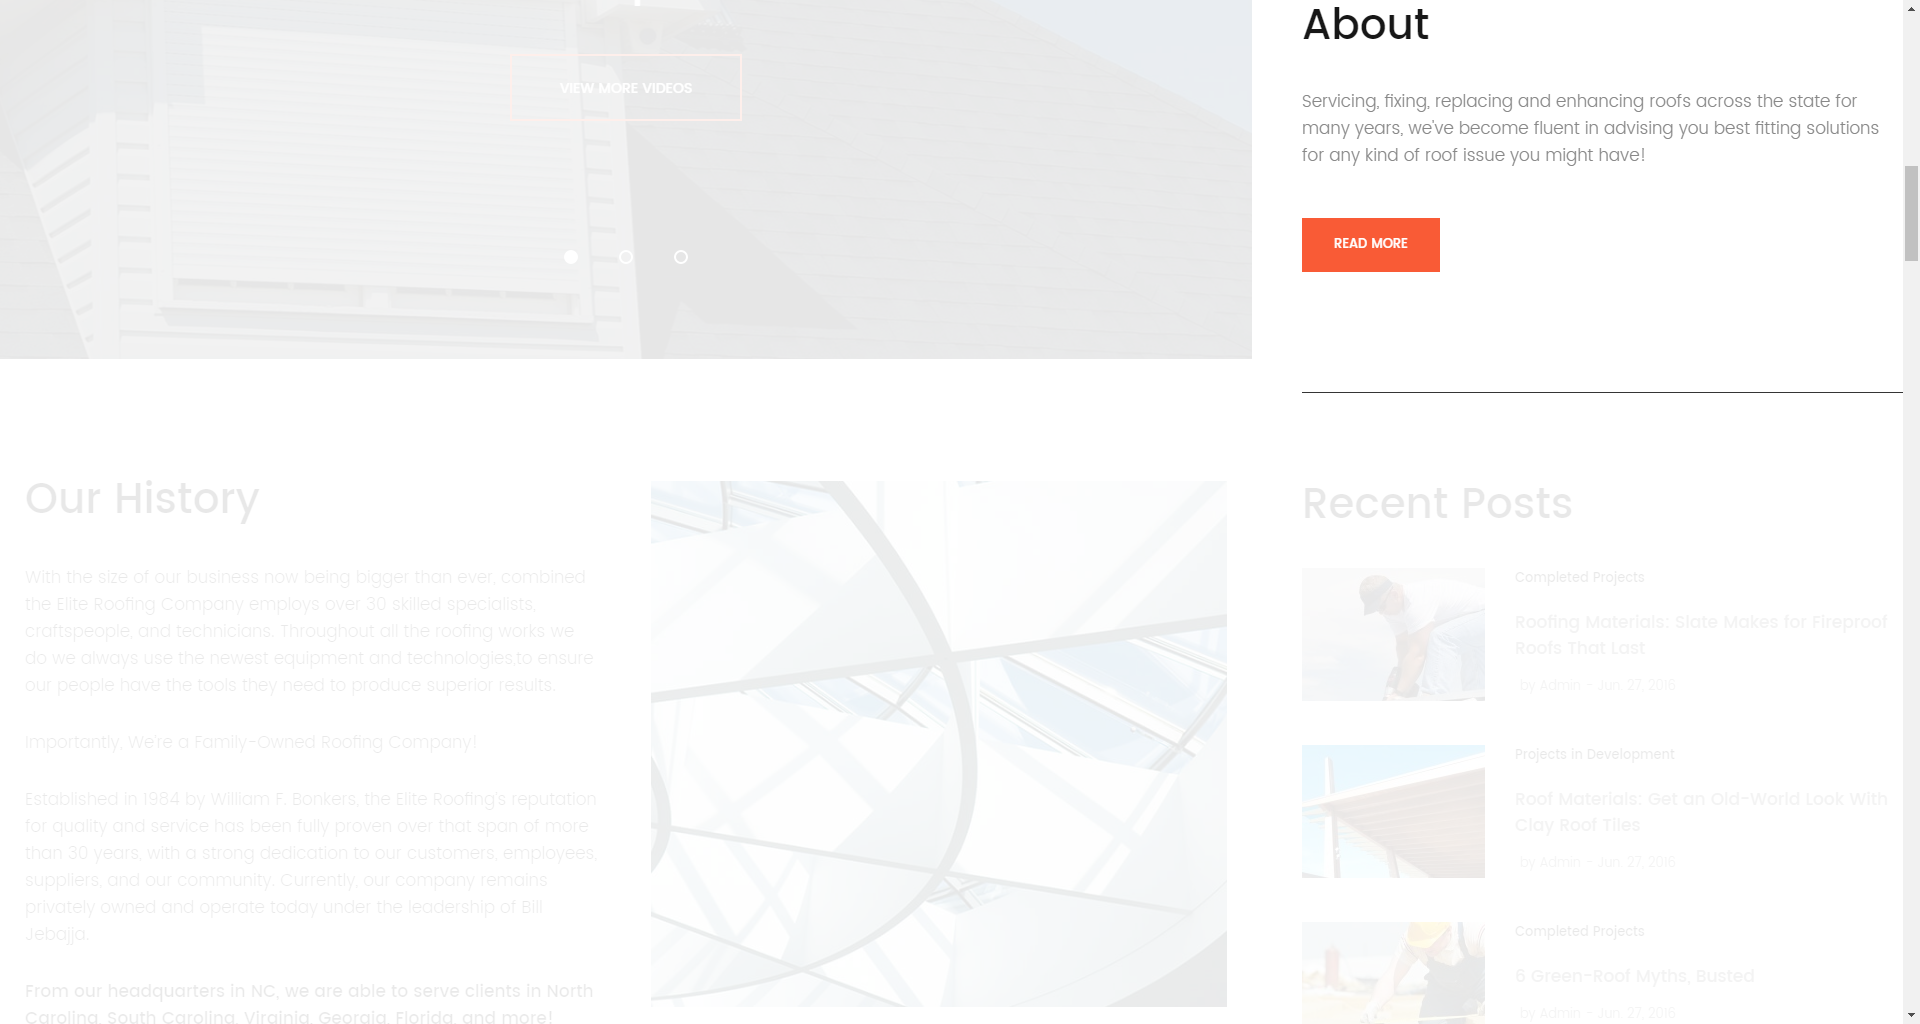 VIEW MORE VIDEOS
About
Servicing, fixing, replacing and enhancing roofs across the state for
many years, we've become fluent in advising you best fitting solutions
for any kind of roof issue you might have!
READ MORE
Our History
With the size of our business now being bigger than ever, combined
the Elite Roofing Company employs over 30 skilled specialists,
craftspeople, and technicians. Throughout all the roofing works we
do we always use the newest equipment and technologies,to ensure
our people have the tools they need to produce superior results.
Importantly, We're a Family-Owned Roofing Company!
Established in 1984 by William F. Bonkers, the Elite Roofing's reputation
for quality and service has been fully proven over that span of more
than 30 years, with a strong dedication to our customers, employees,
suppliers, and our community. Currently, our company remains
privately owned and operate today under the leadership of Bill
Jebajja.
From our headquarters in NC, we are able to serve clients in North
Carolina, South Carolina, Virginia, Georgia, Florida, and more!
Recent Posts
Completed Projects
Roofing Materials: Slate Makes for Fireproof
Roofs That Last
by Admin - Jun. 27, 2016
Projects in Development
Roof Materials: Get an Old-World Look With
Clay Roof Tiles
by Admin - Jun. 27, 2016
Completed Projects
6 Green-Roof Myths, Busted
by Admin - Jun. 27, 2016